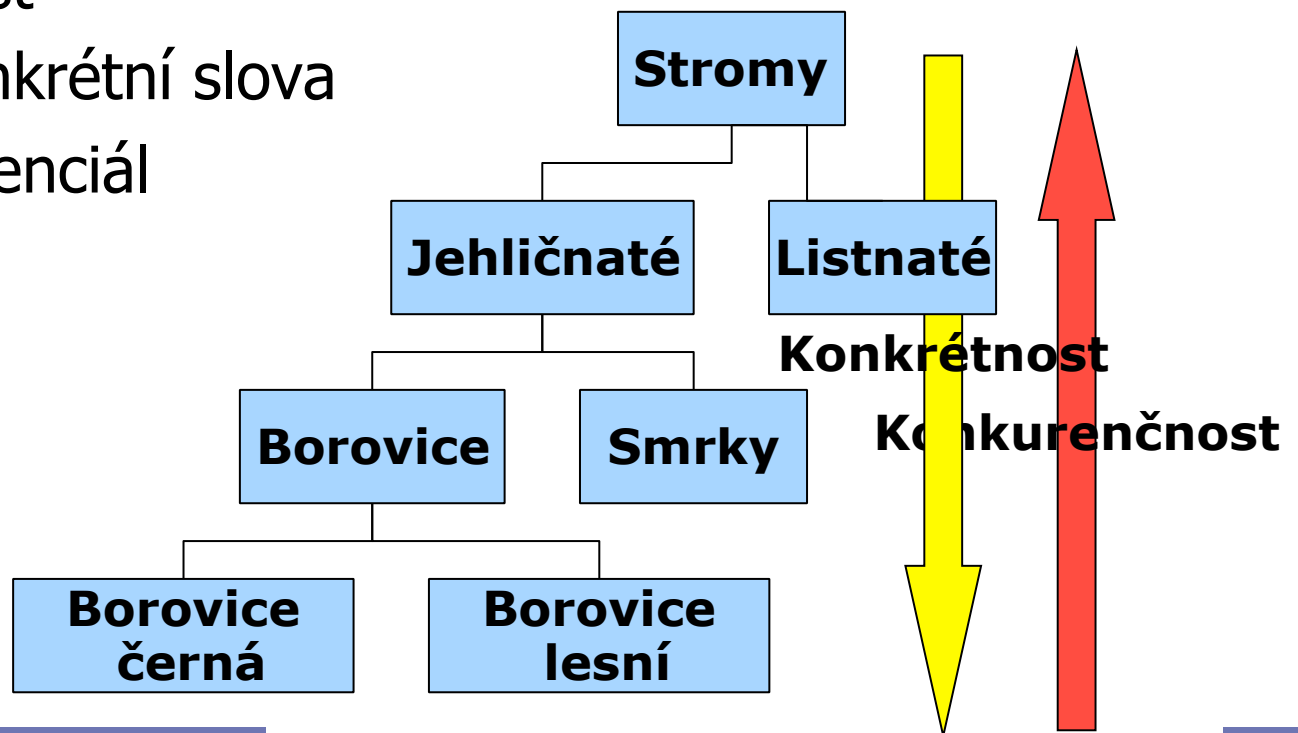 nkrétní slova
enciál
Stromy
Jehličnaté
Listnaté
Konkrétnost
Borovice
Smrky
Konkurenčnost
Borovice
černá
Borovice
lesní